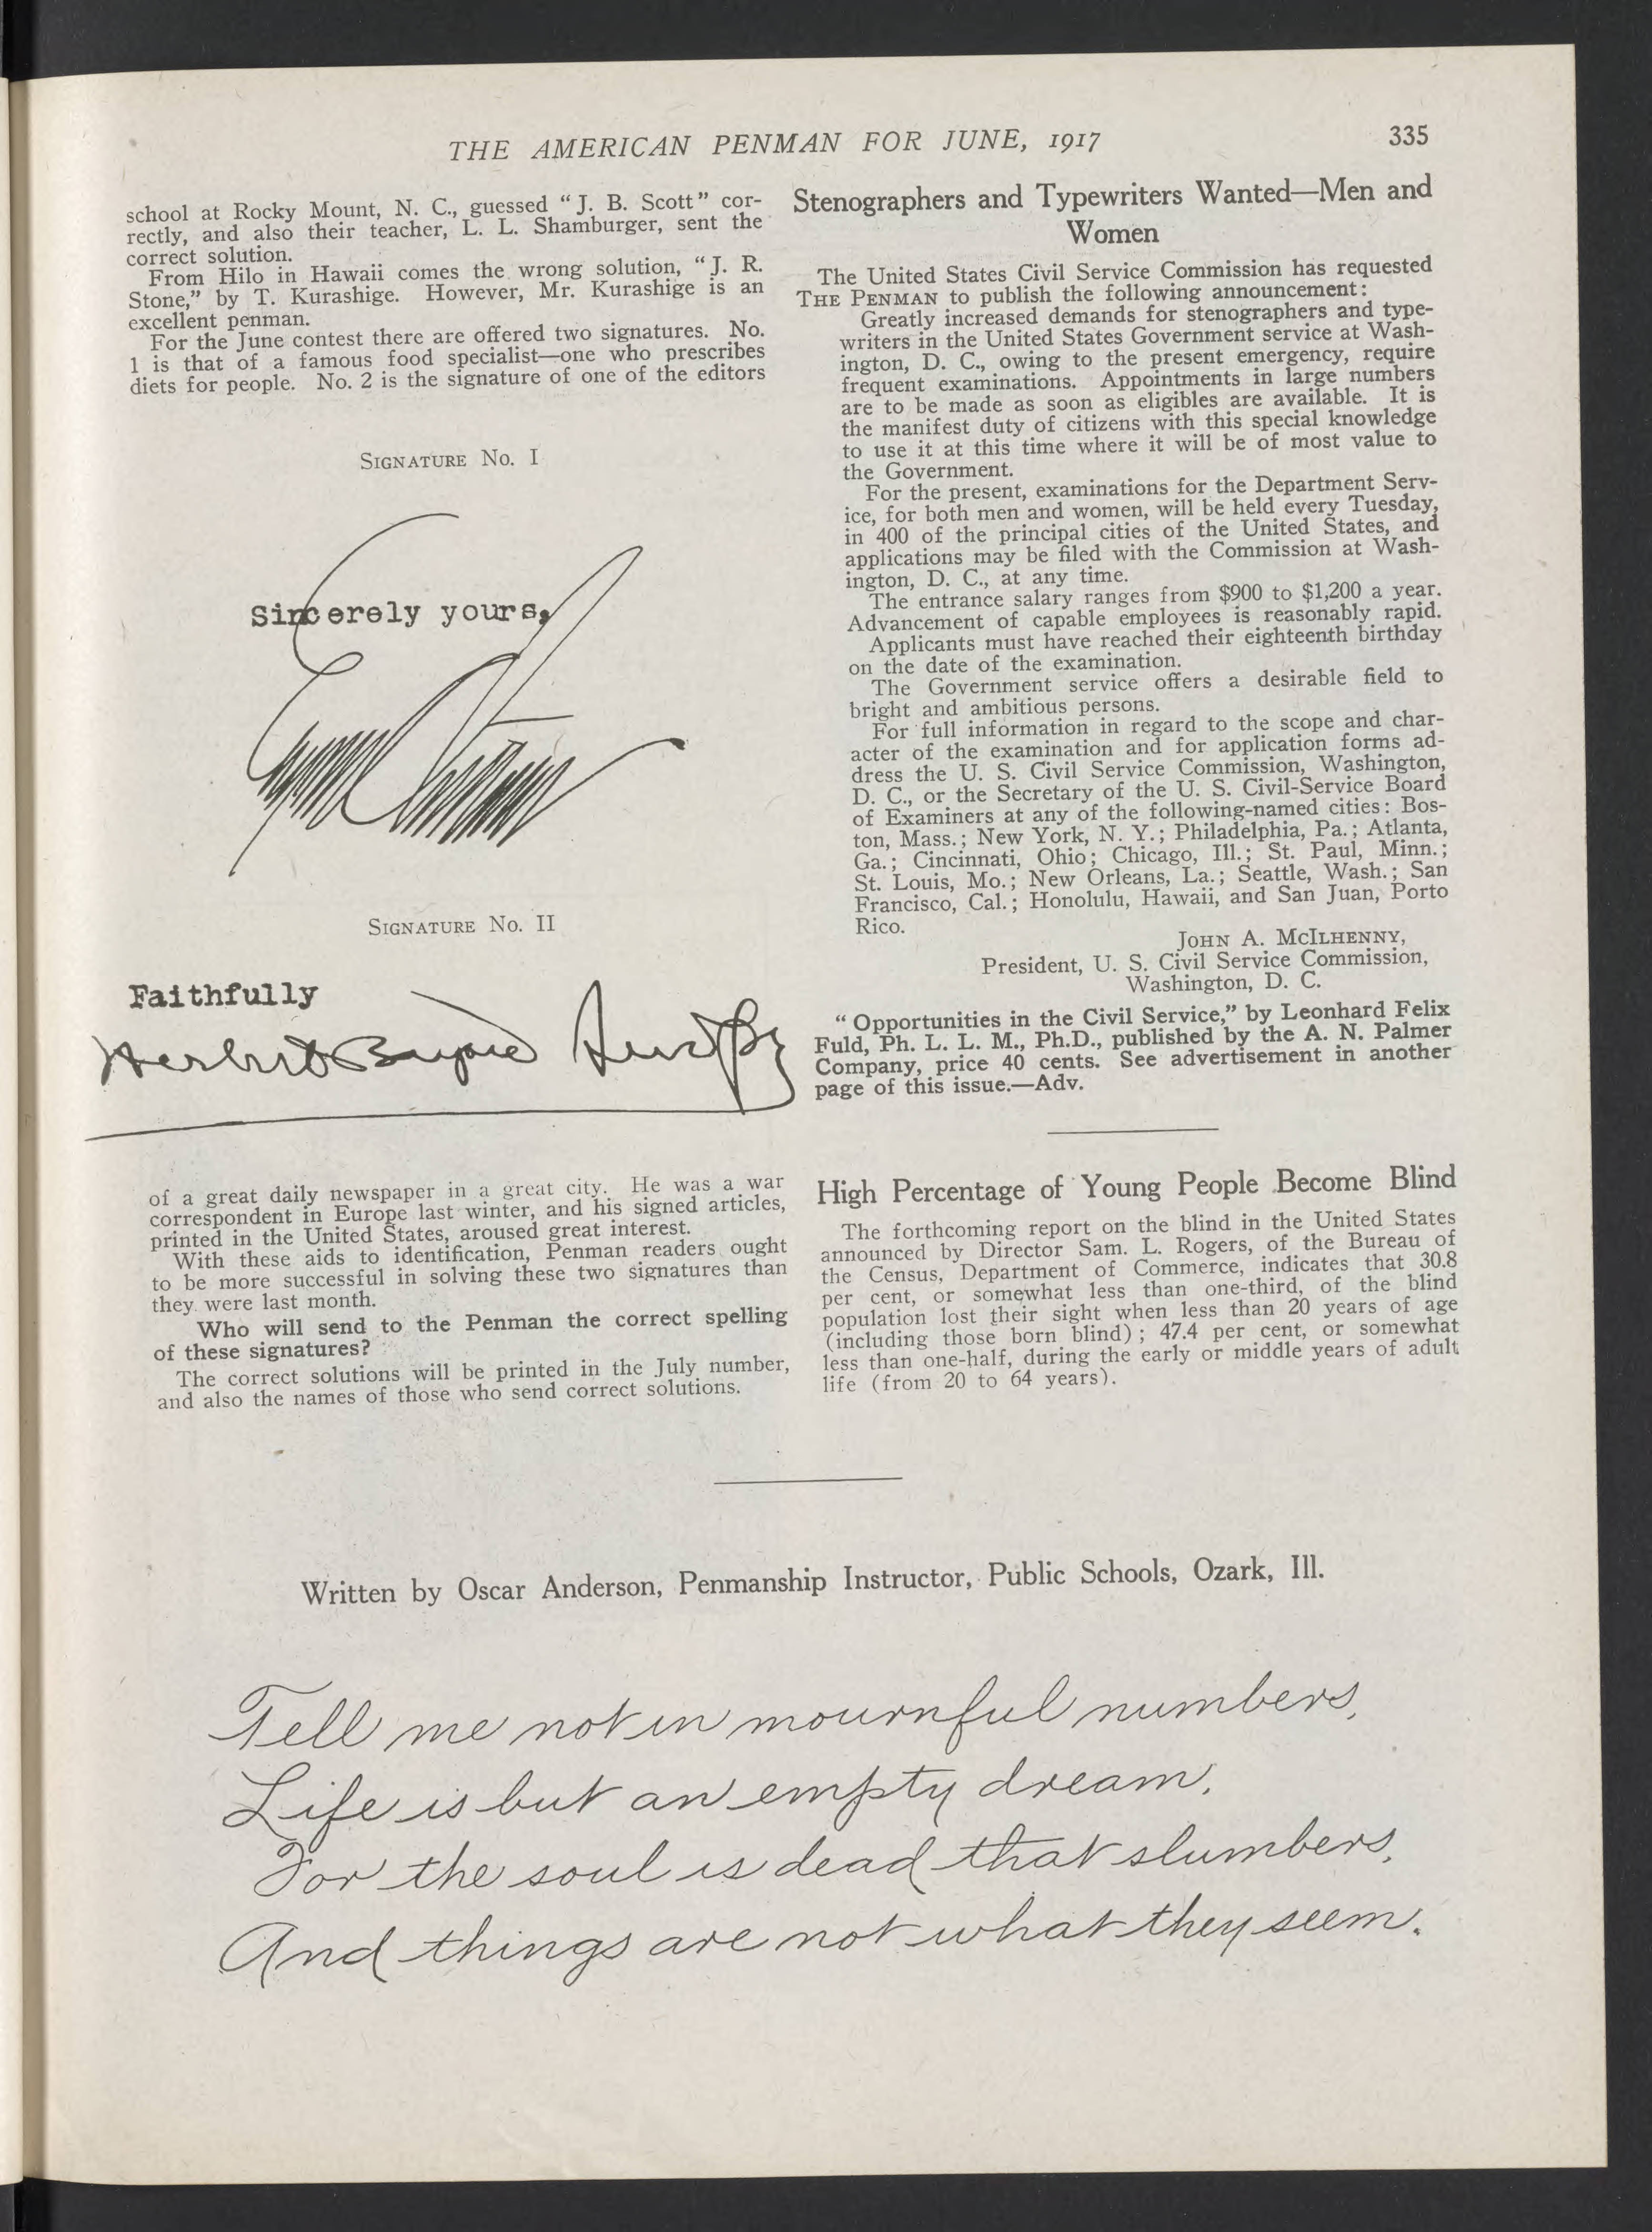 THE AMERICAN PENMAN FOR JUNE, 1917
335
school at Rocky Mount, N. C., guessed “J. B. Scott” cor-
rectly, and also their teacher, L. L. Shamburger, sent the
correct solution.
From Hilo in Hawaii comes the wrong solution, “J. R.
Stone,” by T. Kurashige. However, Mr. Kurashige is an
excellent penman.
For the June contest there are offered two signatures. No.
1 is that of a famous food specialist—one who prescribes
diets for people. No. 2 is the signature of one of the editors
SIGNATURE No. I
Sincerely yours,
SIGNATURE No. II
Faithfully
Herbert Bayard
of a great daily newspaper in a great city. He was a war
correspondent in Europe last winter, and his signed articles,
printed in the United States, aroused great interest.
With these aids to identification, Penman readers ought
to be more successful in solving these two signatures than
they were last month.
Who will send to the Penman the correct spelling
of these signatures?
The correct solutions will be printed in the July number,
and also the names of those who send correct solutions.
Stenographers and Typewriters Wanted—Men and
Women
The United States Civil Service Commission has requested
THE PENMAN to publish the following announcement:
Greatly increased demands for stenographers and type-
writers in the United States Government service at Wash-
ington, D. C., owing to the present emergency, require
frequent examinations. Appointments in large numbers
are to be made as soon as eligibles are available. It is
the manifest duty of citizens with this special knowledge
to use it at this time where it will be of most value to
the Government.
For the present, examinations for the Department Serv-
ice, for both men and women, will be held every Tuesday,
in 400 of the principal cities of the United States, and
applications may be filed with the Commission at Wash-
ington, D. C., at any time.
The entrance salary ranges from $900 to $1,200 a year.
Advancement of capable employees is reasonably rapid.
Applicants must have reached their eighteenth birthday
on the date of the examination.
The Government service offers a desirable field to
bright and ambitious persons.
For full information in regard to the scope and char-
acter of the examination and for application forms ad-
dress the U. S. Civil Service Commission, Washington,
D. C., or the Secretary of the U. S. Civil-Service Board
of Examiners at any of the following-named cities: Bos-
ton, Mass.; New York, N. Y.; Philadelphia, Pa.; Atlanta,
Ga.; Cincinnati, Ohio; Chicago, Ill.; St. Paul, Minn.;
St. Louis, Mo.; New Orleans, La.; Seattle, Wash.; San
Francisco, Cal.; Honolulu, Hawaii, and San Juan, Porto
Rico.
JOHN A. MCILHENNY,
President, U. S. Civil Service Commission,
Washington, D. C.
“Opportunities in the Civil Service,” by Leonhard Felix
Fuld, Ph. L. L. M., Ph.D., published by the A. N. Palmer
Company, price 40 cents. See advertisement in another
page of this issue.—Adv.
High Percentage of Young People Become Blind
The forthcoming report on the blind in the United States
announced by Director Sam. L. Rogers, of the Bureau of
the Census, Department of Commerce, indicates that 30.8
per cent, or somewhat less than one-third, of the blind
population lost their sight when less than 20 years of age
(including those born blind); 47.4 per cent, or somewhat
less than one-half, during the early or middle years of adult
life (from 20 to 64 years).
Written by Oscar Anderson, Penmanship Instructor, Public Schools, Ozark, Ill.
Tell me not in mournful numbers,
Life is but an empty dream,
For the soul is dead that slumbers,
And things are not what they seem.